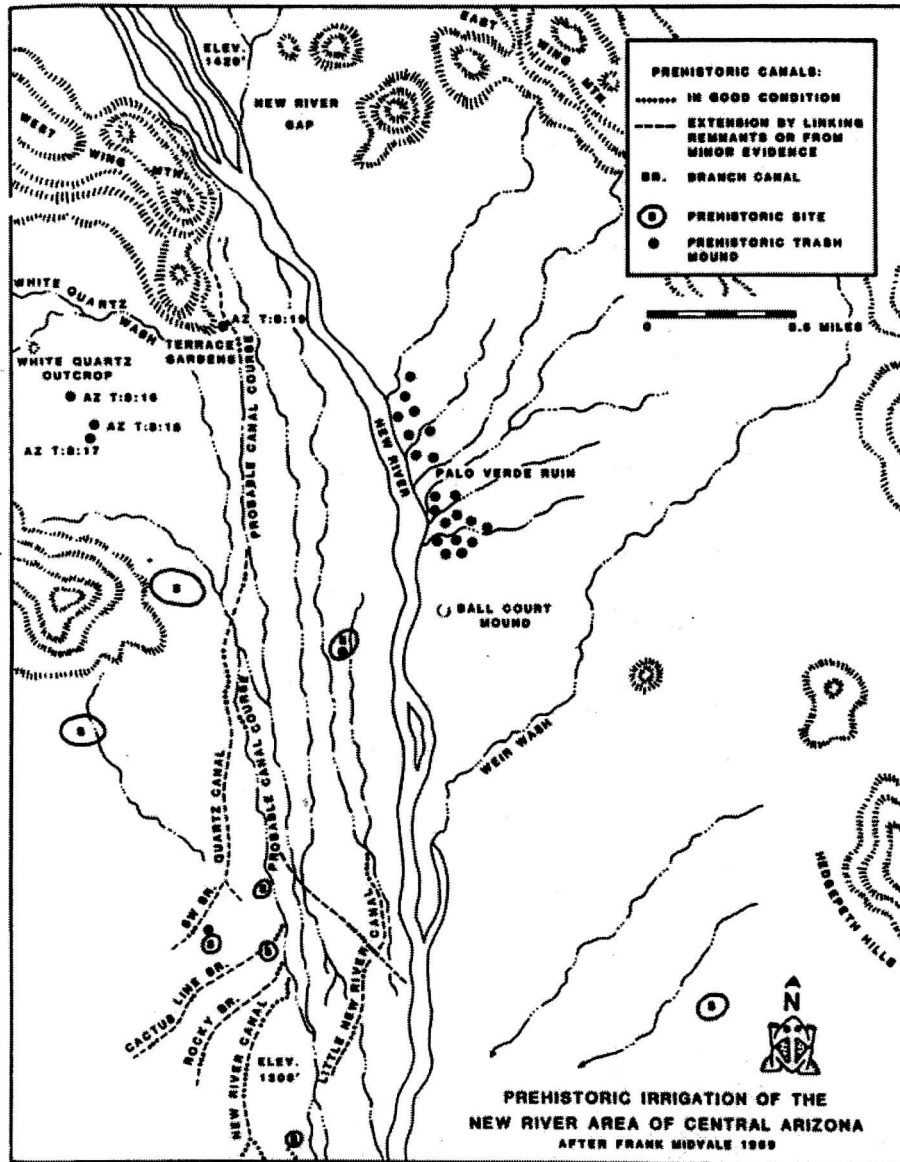 ELEV.
1420'
NEW RIVER
GAP
EAST
WING
MTN.
WEST
WING
MTN.
PREHISTORIC CANALS:
IN GOOD CONDITION
EXTENSION BY LINKING
REMNANTS OR FROM
MINOR EVIDENCE
BR. BRANCH CANAL
S PREHISTORIC SITE
PREHISTORIC TRASH
MOUND
0 0.5 MILES
WHITE QUARTZ
WASH
AZ T:8:19
TERRACE
GARDENS
WHITE QUARTZ
OUTCROP
AZ T:8:16
AZ T:8:15
AZ T:8:17
PROBABLE CANAL COURSE
NEW RIVER
PALO VERDE RUIN
S
BALL COURT
MOUND
S
S
WEIR WASH
QUARTZ CANAL
PROBABLE CANAL COURSE
PROBABLE CANAL
HEDGEPETH HILLS
SW BR.
S
S
S
CACTUS LINE BR.
ROCKY BR.
NEW RIVER CANAL
LITTLE NEW RIVER CANAL
ELEV.
S
N
PREHISTORIC IRRIGATION OF THE
NEW RIVER AREA OF CENTRAL ARIZONA
AFTER FRANK MIDVALE 1969